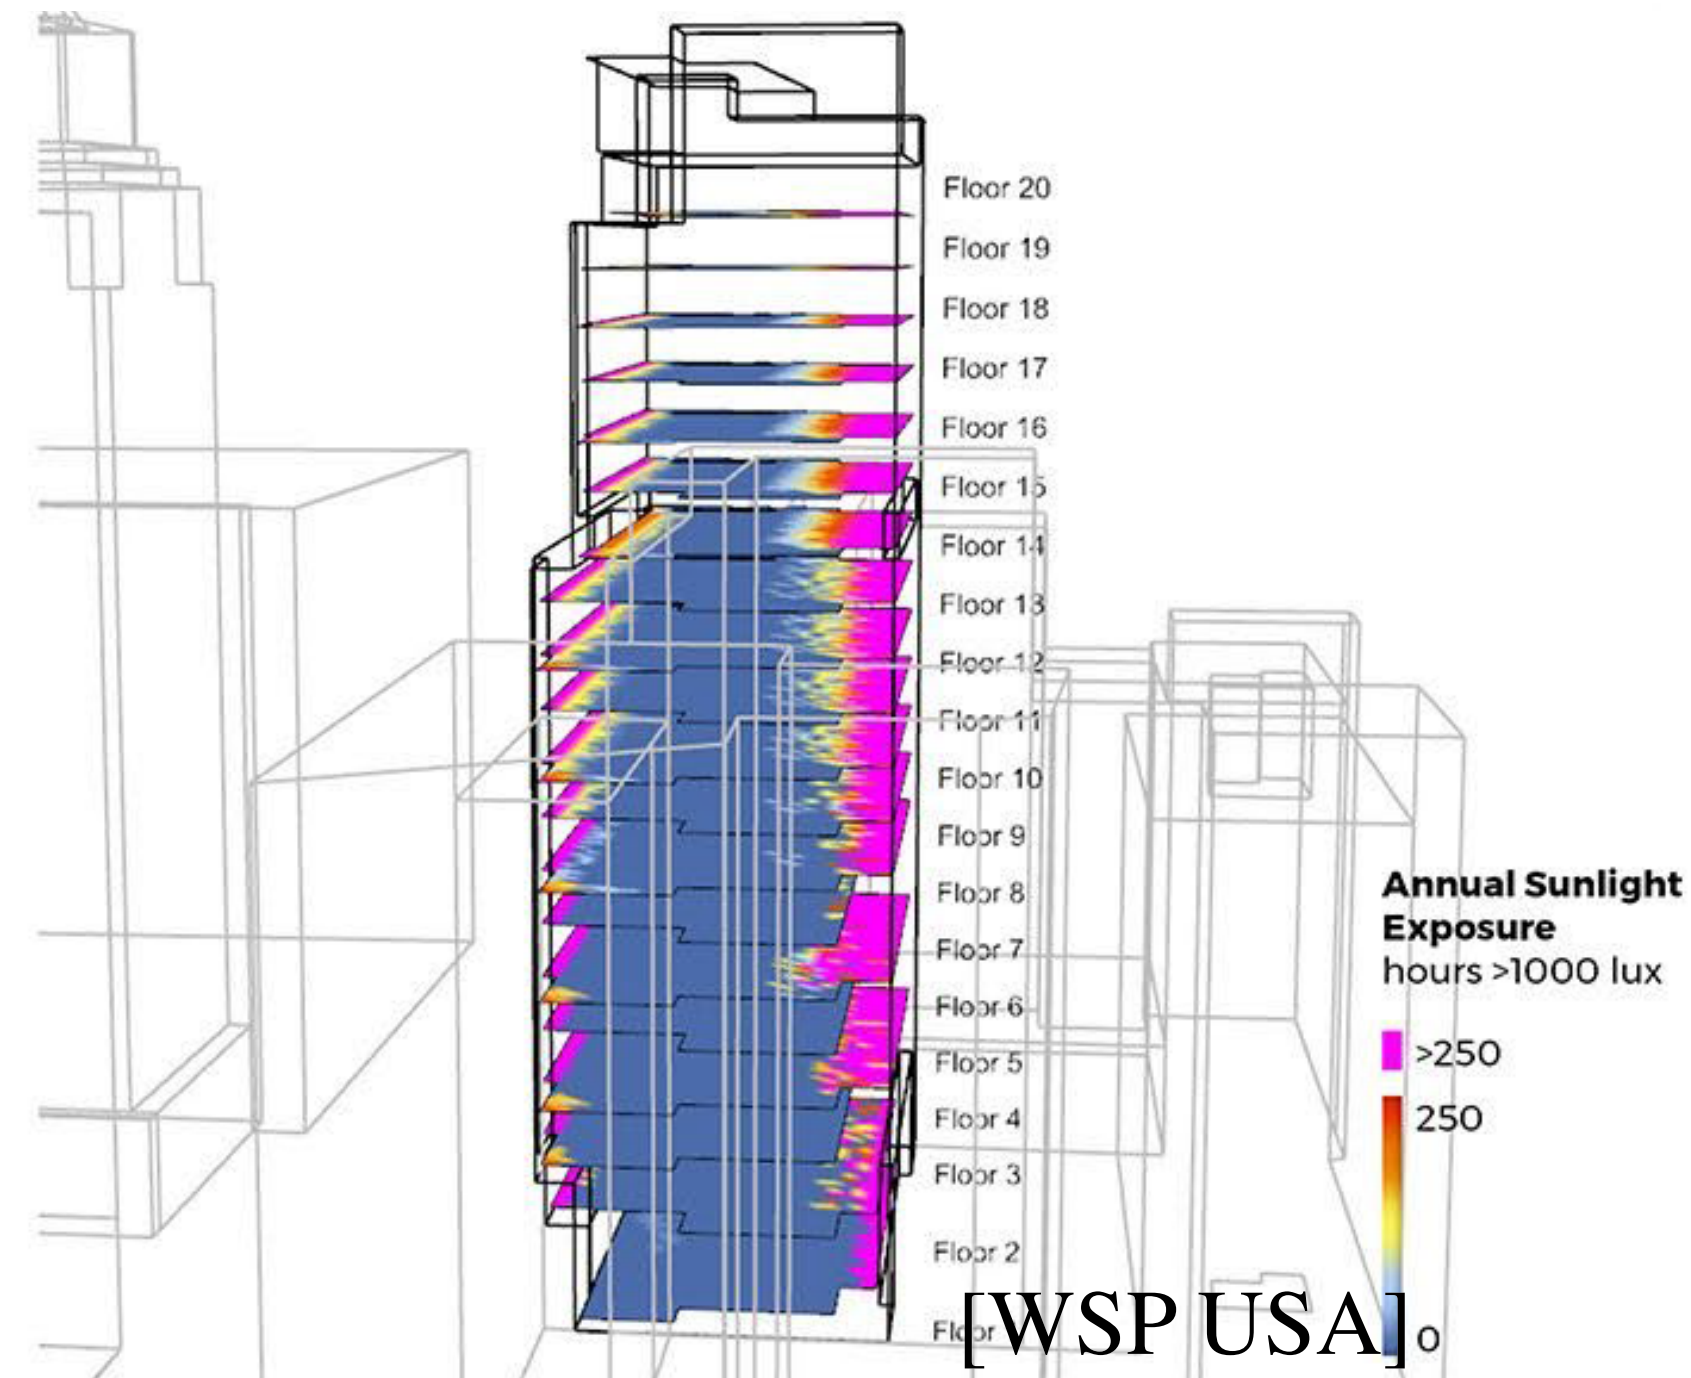 Floor 20
Floor 19
Floor 18
Floor 17
Floor 16
Floor 15
Floor 14
Floor 13
Floor 12
Floor 11
Floor 10
Floor 9
Floor 8
Floor 7
Floor 6
Floor 5
Floor 4
Floor 3
Floor 2
Floor
[WSP USA]
Annual Sunlight
Exposure
hours >1000 lux
>250
250
0